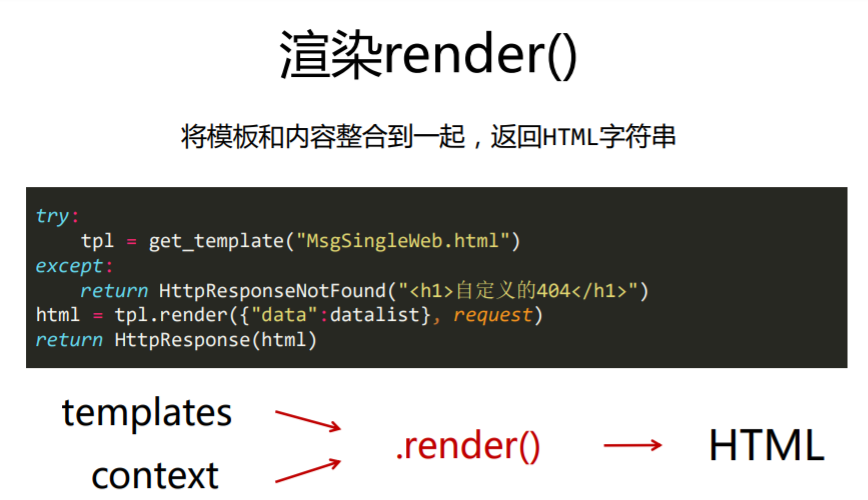 渲染render()
将模板和内容整合到一起，返回HTML字符串
try:
    tpl = get_template("MsgSingleWeb.html")
except:
    return HttpResponseNotFound("<h1>自定义的404</h1>")
html = tpl.render({"data":datalist}, request)
return HttpResponse(html)
templates
context
.render()
HTML